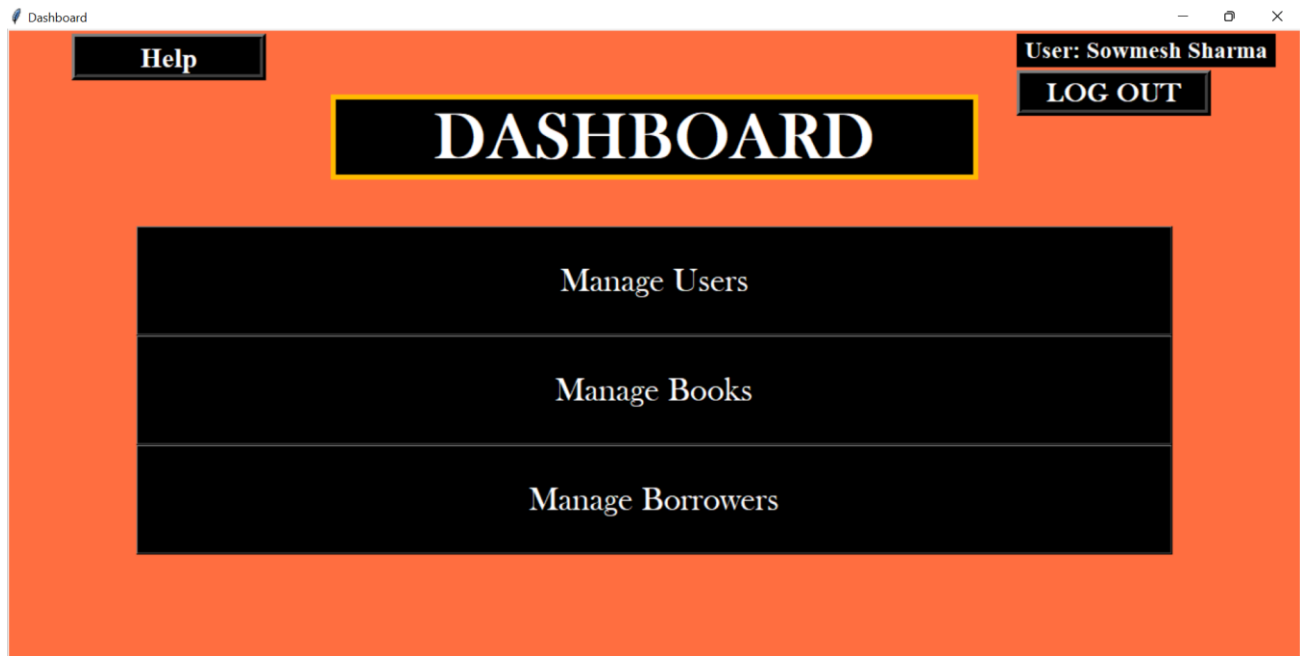 Dashboard
Help
User: Sowmesh Sharma
LOG OUT
DASHBOARD
Manage Users
Manage Books
Manage Borrowers